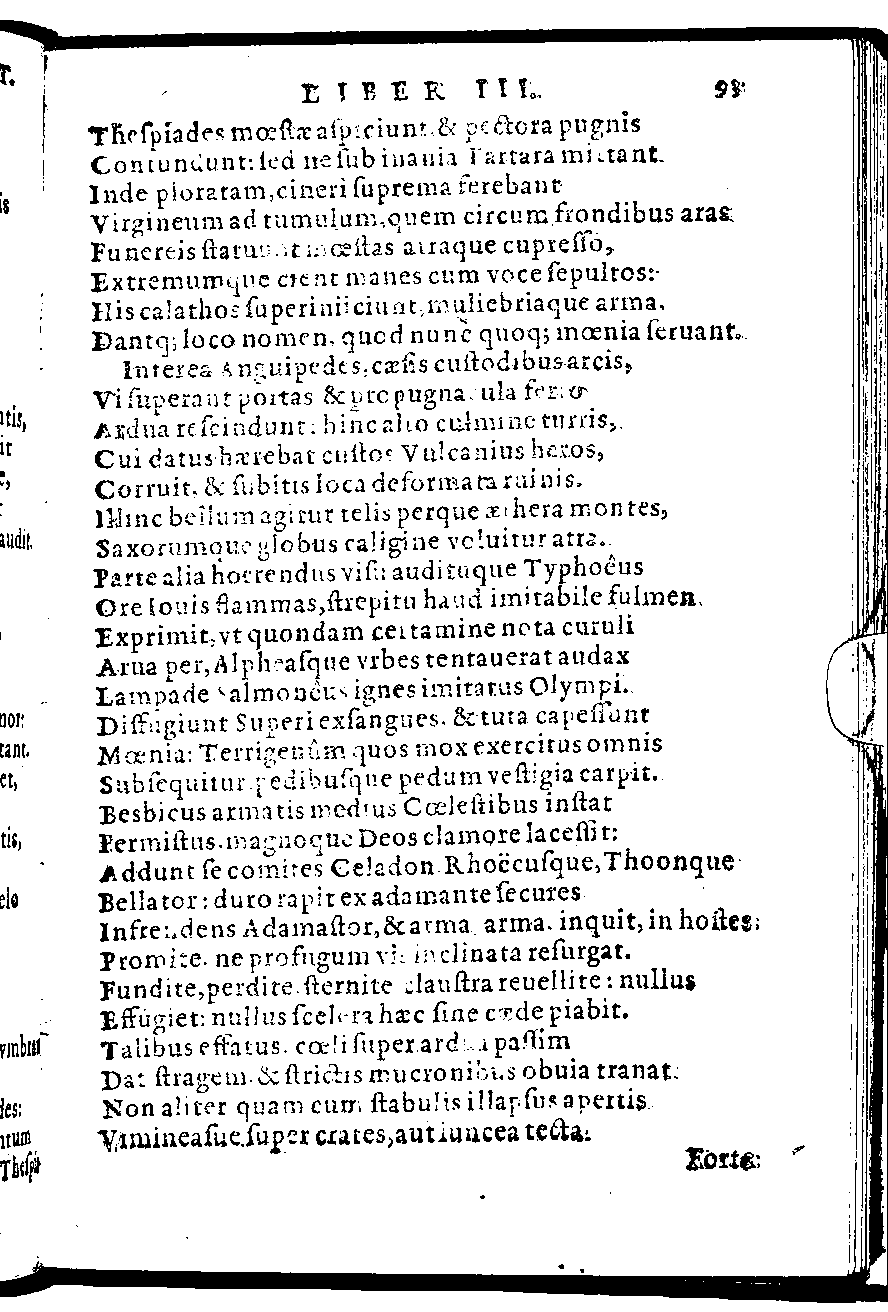 LIBER III. 98
Thespiades mœstæ aspiciunt, & pectora pugnis
Contundunt: sed ne sub inania Tartara mittant.
Inde ploratam, cineri suprema ferebant
Virgineum ad tumulum, quem circum frondibus aras
Funereis statuunt mœstas atraque cupresso,
Extremumque cient manes cum voce sepultos:
His calathos superiniiciunt, muliebriaque arma.
Dantq; loco nomen, quod nunc quoq; mœnia seruant.
Interea Anguipedes, cæsis custodibus arcis,
Vi superant portas & propugnacula ferro
Ardua rescindunt: hinc alto culmine turris,
Cui datus hærebat custos Vulcanius heros,
Corruit, & subitis loca deformata ruinis.
Hinc bellum agitur telis perque æthera montes,
Saxorumque globus caligine voluitur atra.
Parte alia horrendus visu audituque Typhoëus
Ore Iouis flammas, strepitu haud imitabile fulmen
Exprimit, vt quondam certamine nota curuli
Arua per, Alpheasque vrbes tentauerat audax
Lampade Salmonëus ignes imitatus Olympi.
Diffugiunt Superi exsangues, & tuta capessunt
Mœnia: Terrigenûm quos mox exercitus omnis
Subsequitur, pedibusque pedum vestigia carpit.
Besbicus armatis medius Cœlestibus instat
Permistus, magnoque Deos clamore lacessit:
Addunt se comites Celadon, Rhoëcusque, Thoonque
Bellator: duro rapit ex adamante secures
Infrendens Adamastor, & arma, arma, inquit, in hostes
Promite, ne profugum vis inclinata resurgat.
Fundite, perdite, sternite claustra reuellite: nullus
Effugiet: nullus scelera hæc sine cæde piabit.
Talibus effatus, cœli super ardua passim
Dat stragem, & strictis mucronibus obuia tranat.
Non aliter quam cum stabulis illapsus apertis
Vimineasue super crates, aut iuncea tecta.
Forte